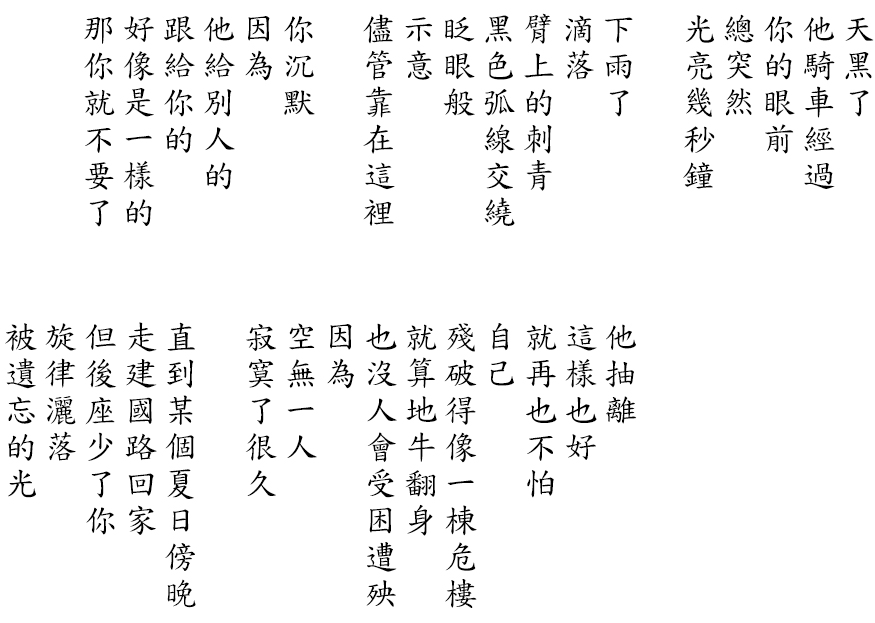 天黑了
他騎車經過
你的眼前
總突然
光亮幾秒鐘
下雨了
滴落
臂上的刺青
黑色弧線交繞
眨眼般
示意
儘管靠在這裡
你沉默
因為
他給別人的
跟給你的
好像是一樣的
那你就不要了
他抽離
這樣也好
就再也不怕
自己
殘破得像一棟危樓
就算地牛翻身
也沒人會受困遭殃
因為
空無一人
寂寞了很久
直到某個夏日傍晚
走建國路回家
但後座少了你
旋律灑落
被遺忘的光